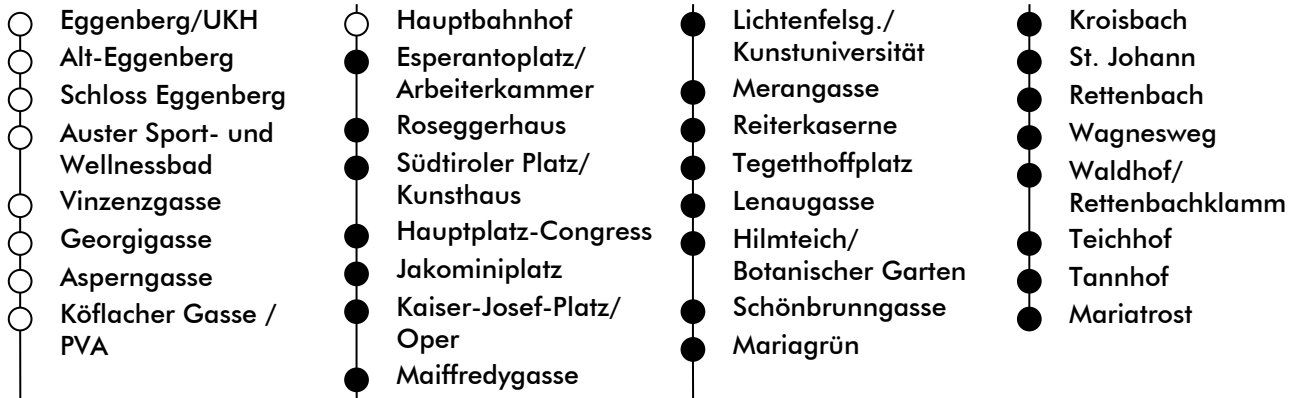 Eggenberg/UKH
Alt-Eggenberg
Schloss Eggenberg
Auster Sport- und
Wellnessbad
Vinzenzgasse
Georgigasse
Asperngasse
Köflacher Gasse /
PVA
Hauptbahnhof
Esperantoplatz/
Arbeiterkammer
Roseggerhaus
Südtiroler Platz/
Kunsthaus
Hauptplatz-Congress
Jakominiplatz
Kaiser-Josef-Platz/
Oper
Maiffredygasse
Lichtenfelsg./
Kunstuniversität
Merangasse
Reiterkaserne
Tegetthoffplatz
Lenaugasse
Hilmteich/
Botanischer Garten
Schönbrunngasse
Mariagrün
Kroisbach
St. Johann
Rettenbach
Wagnesweg
Waldhof/
Rettenbachklamm
Teichhof
Tannhof
Mariatrost